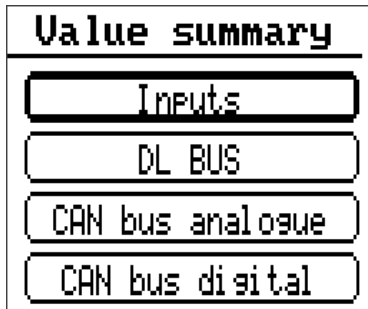 Value summary
Inputs
DL BUS
CAN bus analogue
CAN bus digital